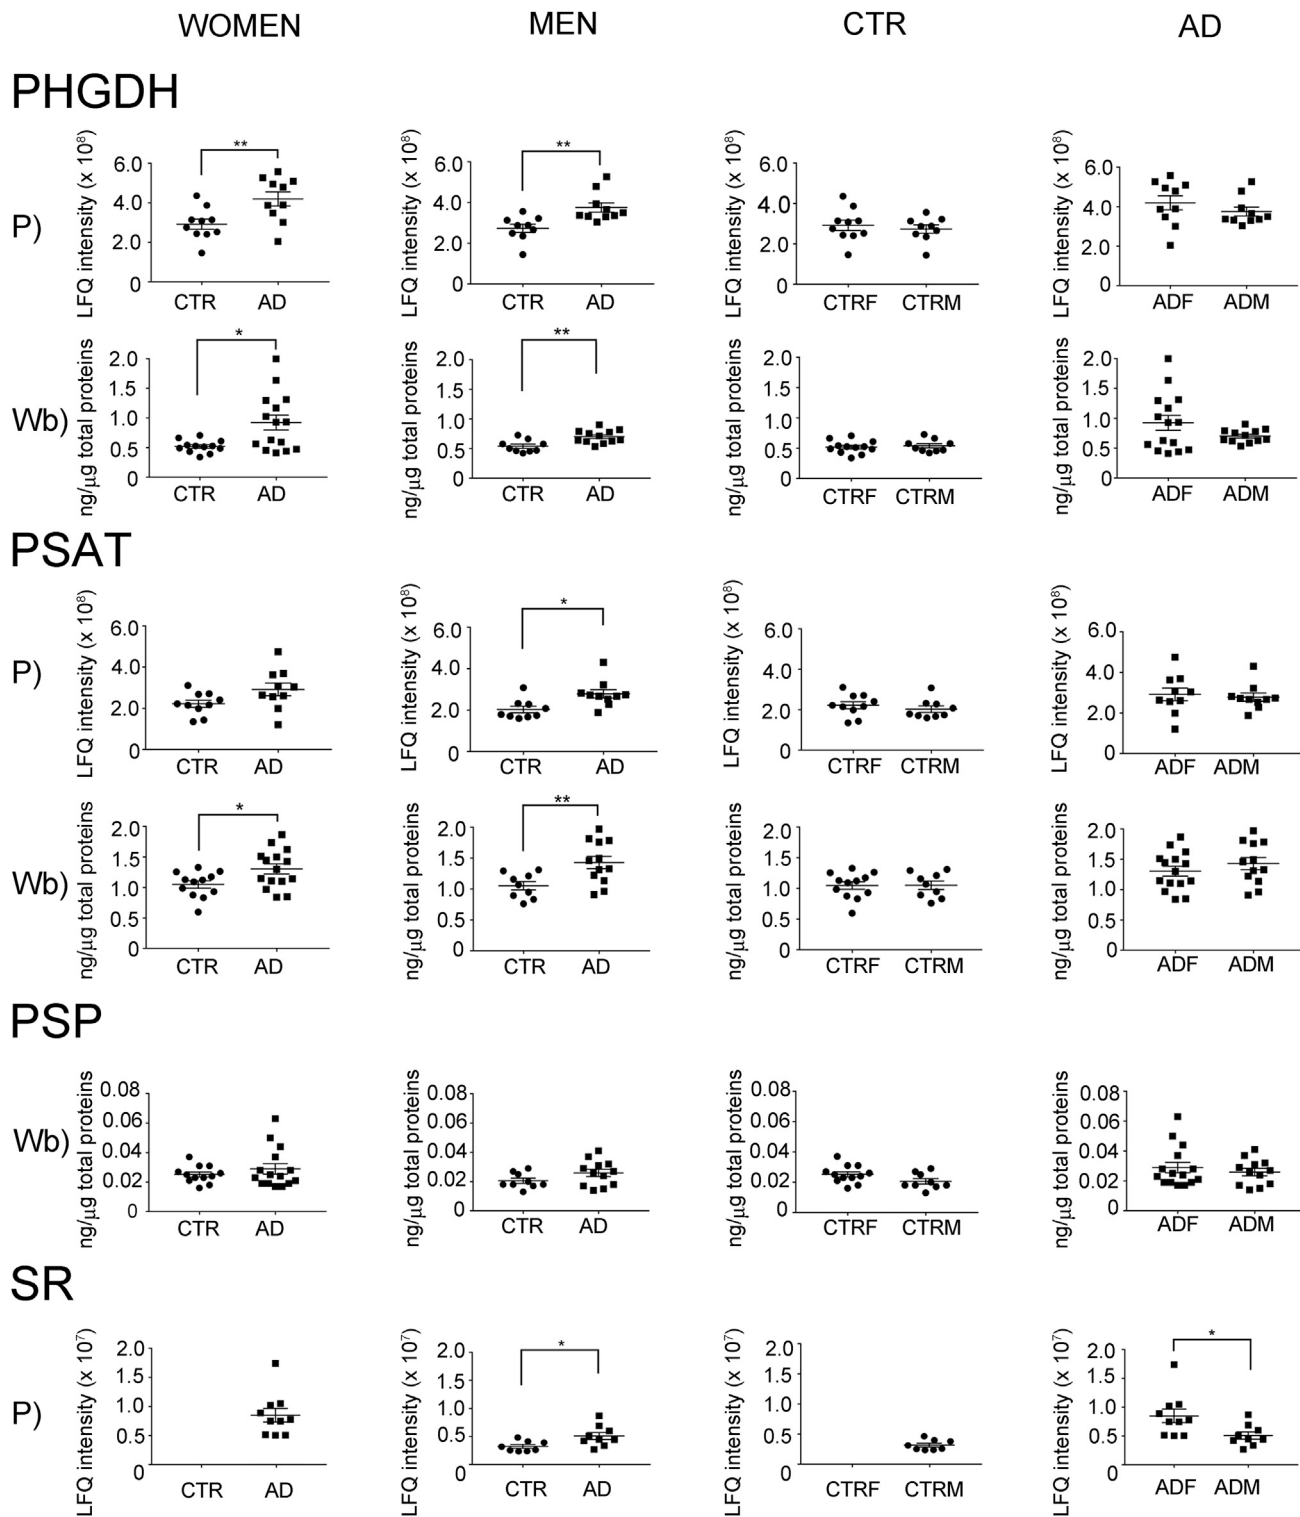 WOMEN MEN CTR AD
PHGDH
P)
LFQ intensity (x 10⁸) 6.0 4.0 2.0 0 ** CTR AD
LFQ intensity (x 10⁸) 6.0 4.0 2.0 0 ** CTR AD
LFQ intensity (x 10⁸) 6.0 4.0 2.0 0 CTRF CTRM
LFQ intensity (x 10⁸) 6.0 4.0 2.0 0 ADF ADM
Wb)
ng/µg total proteins 2.0 1.5 1.0 0.5 0 * CTR AD
ng/µg total proteins 2.0 1.5 1.0 0.5 0 ** CTR AD
ng/µg total proteins 2.0 1.5 1.0 0.5 0 CTRF CTRM
ng/µg total proteins 2.0 1.5 1.0 0.5 0 ADF ADM
PSAT
P)
LFQ intensity (x 10⁸) 6.0 4.0 2.0 0 CTR AD
LFQ intensity (x 10⁸) 6.0 4.0 2.0 0 * CTR AD
LFQ intensity (x 10⁸) 6.0 4.0 2.0 0 CTRF CTRM
LFQ intensity (x 10⁸) 6.0 4.0 2.0 0 ADF ADM
Wb)
ng/µg total proteins 2.0 1.5 1.0 0.5 0 * CTR AD
ng/µg total proteins 2.0 1.5 1.0 0.5 0 ** CTR AD
ng/µg total proteins 2.0 1.5 1.0 0.5 0 CTRF CTRM
ng/µg total proteins 2.0 1.5 1.0 0.5 0 ADF ADM
PSP
Wb)
ng/µg total proteins 0.08 0.06 0.04 0.02 0 CTR AD
ng/µg total proteins 0.08 0.06 0.04 0.02 0 CTR AD
ng/µg total proteins 0.08 0.06 0.04 0.02 0 CTRF CTRM
ng/µg total proteins 0.08 0.06 0.04 0.02 0 ADF ADM
SR
P)
LFQ intensity (x 10⁷) 2.0 1.5 1.0 0.5 0 CTR AD
LFQ intensity (x 10⁷) 2.0 1.5 1.0 0.5 0 * CTR AD
LFQ intensity (x 10⁷) 2.0 1.5 1.0 0.5 0 CTRF CTRM
LFQ intensity (x 10⁷) 2.0 1.5 1.0 0.5 0 * ADF ADM